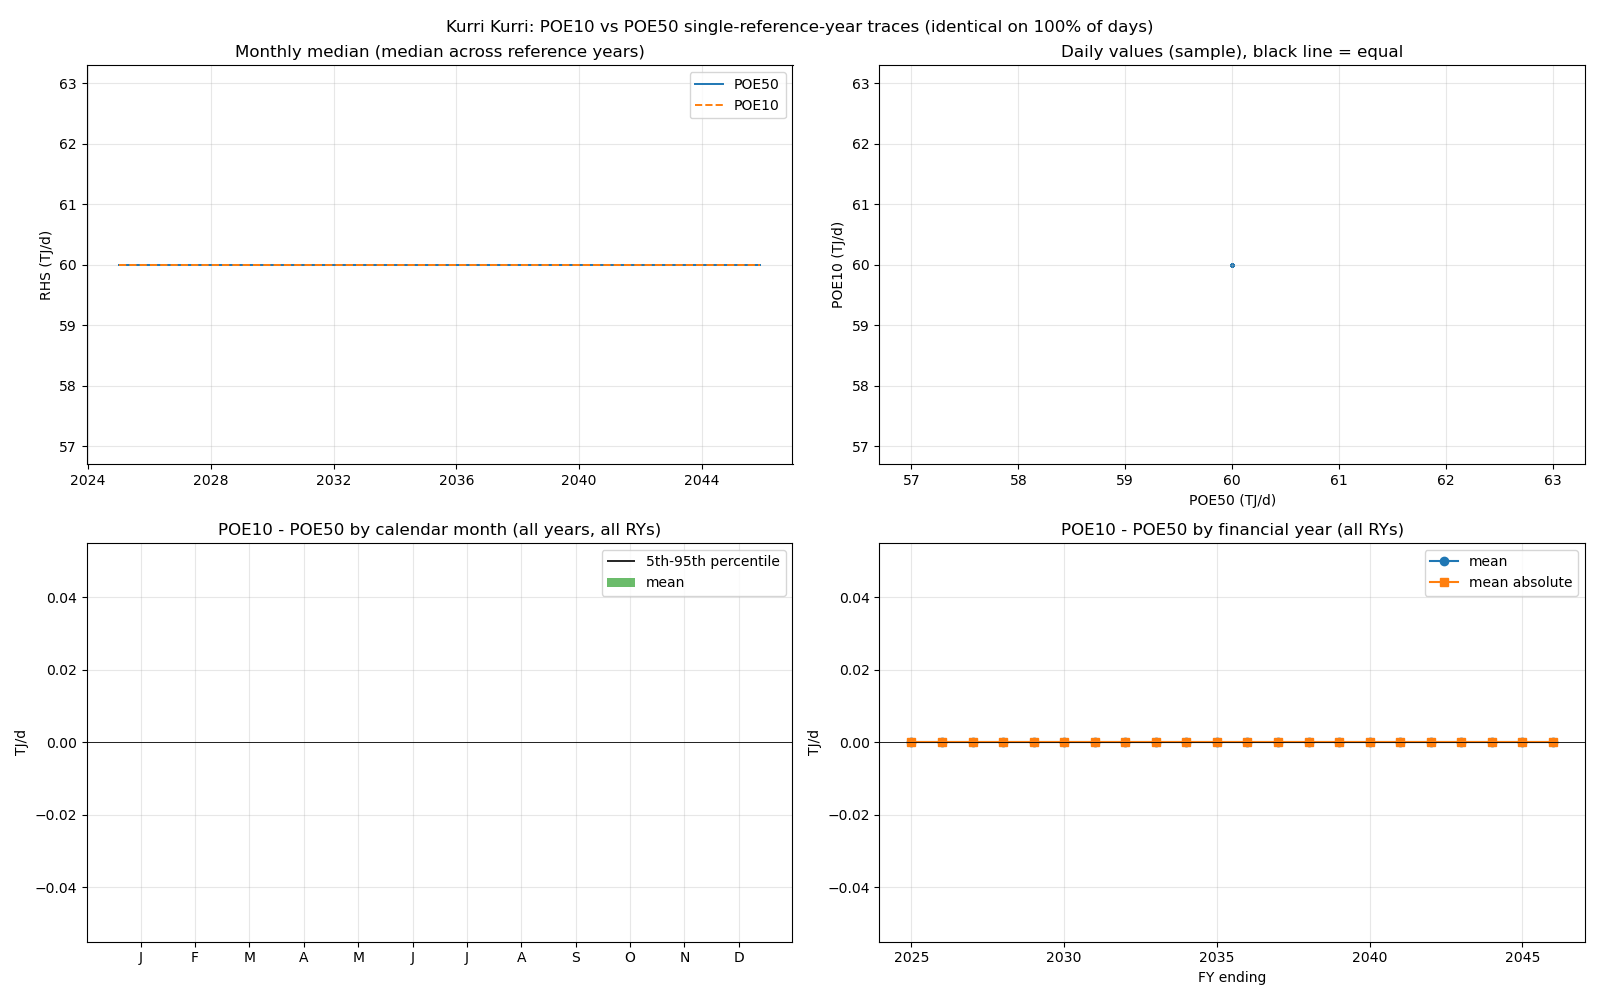 Kurri Kurri: POE10 vs POE50 single-reference-year traces (identical on 100% of days)
Monthly median (median across reference years)
RHS (TJ/d)
63
62
61
60
59
58
57
2024
2028
2032
2036
2040
2044
POE50
POE10
Daily values (sample), black line = equal
POE10 (TJ/d)
63
62
61
60
59
58
57
57
58
59
60
61
62
63
POE50 (TJ/d)
POE10 - POE50 by calendar month (all years, all RYs)
TJ/d
0.04
0.02
0.00
−0.02
−0.04
J
F
M
A
M
J
J
A
S
O
N
D
5th-95th percentile
mean
POE10 - POE50 by financial year (all RYs)
TJ/d
0.04
0.02
0.00
−0.02
−0.04
2025
2030
2035
2040
2045
FY ending
mean
mean absolute